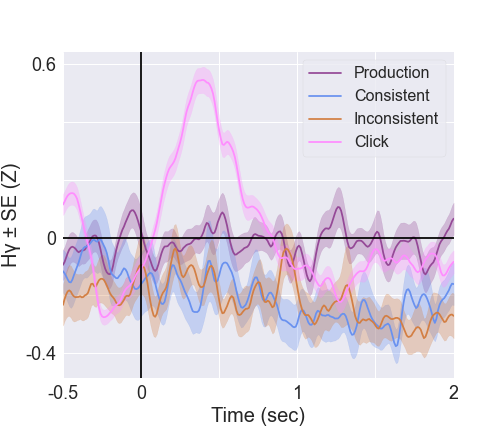 0.6
0
-0.4
Hγ ± SE (Z)
Production
Consistent
Inconsistent
Click
-0.5 0 1 2
Time (sec)